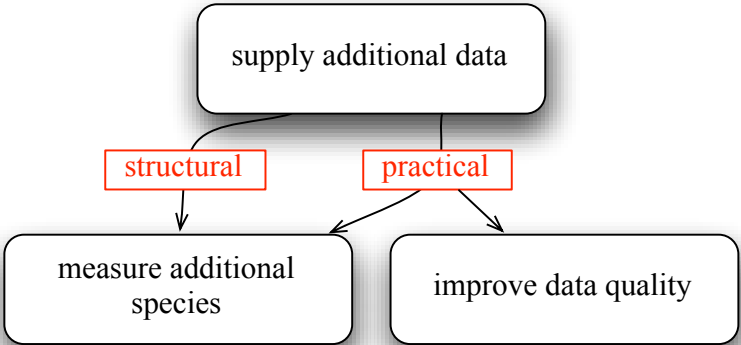 supply additional data
structural
practical
measure additional
species
improve data quality